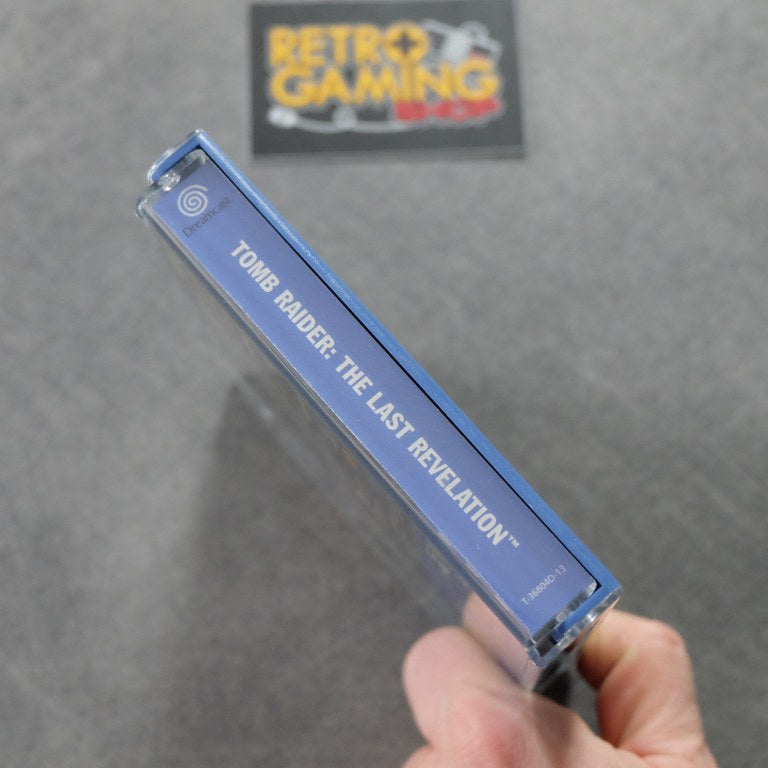 RETRO
GAMING
SHOP
Dreamcast
TOMB RAIDER: THE LAST REVELATION™
T-36804D-13